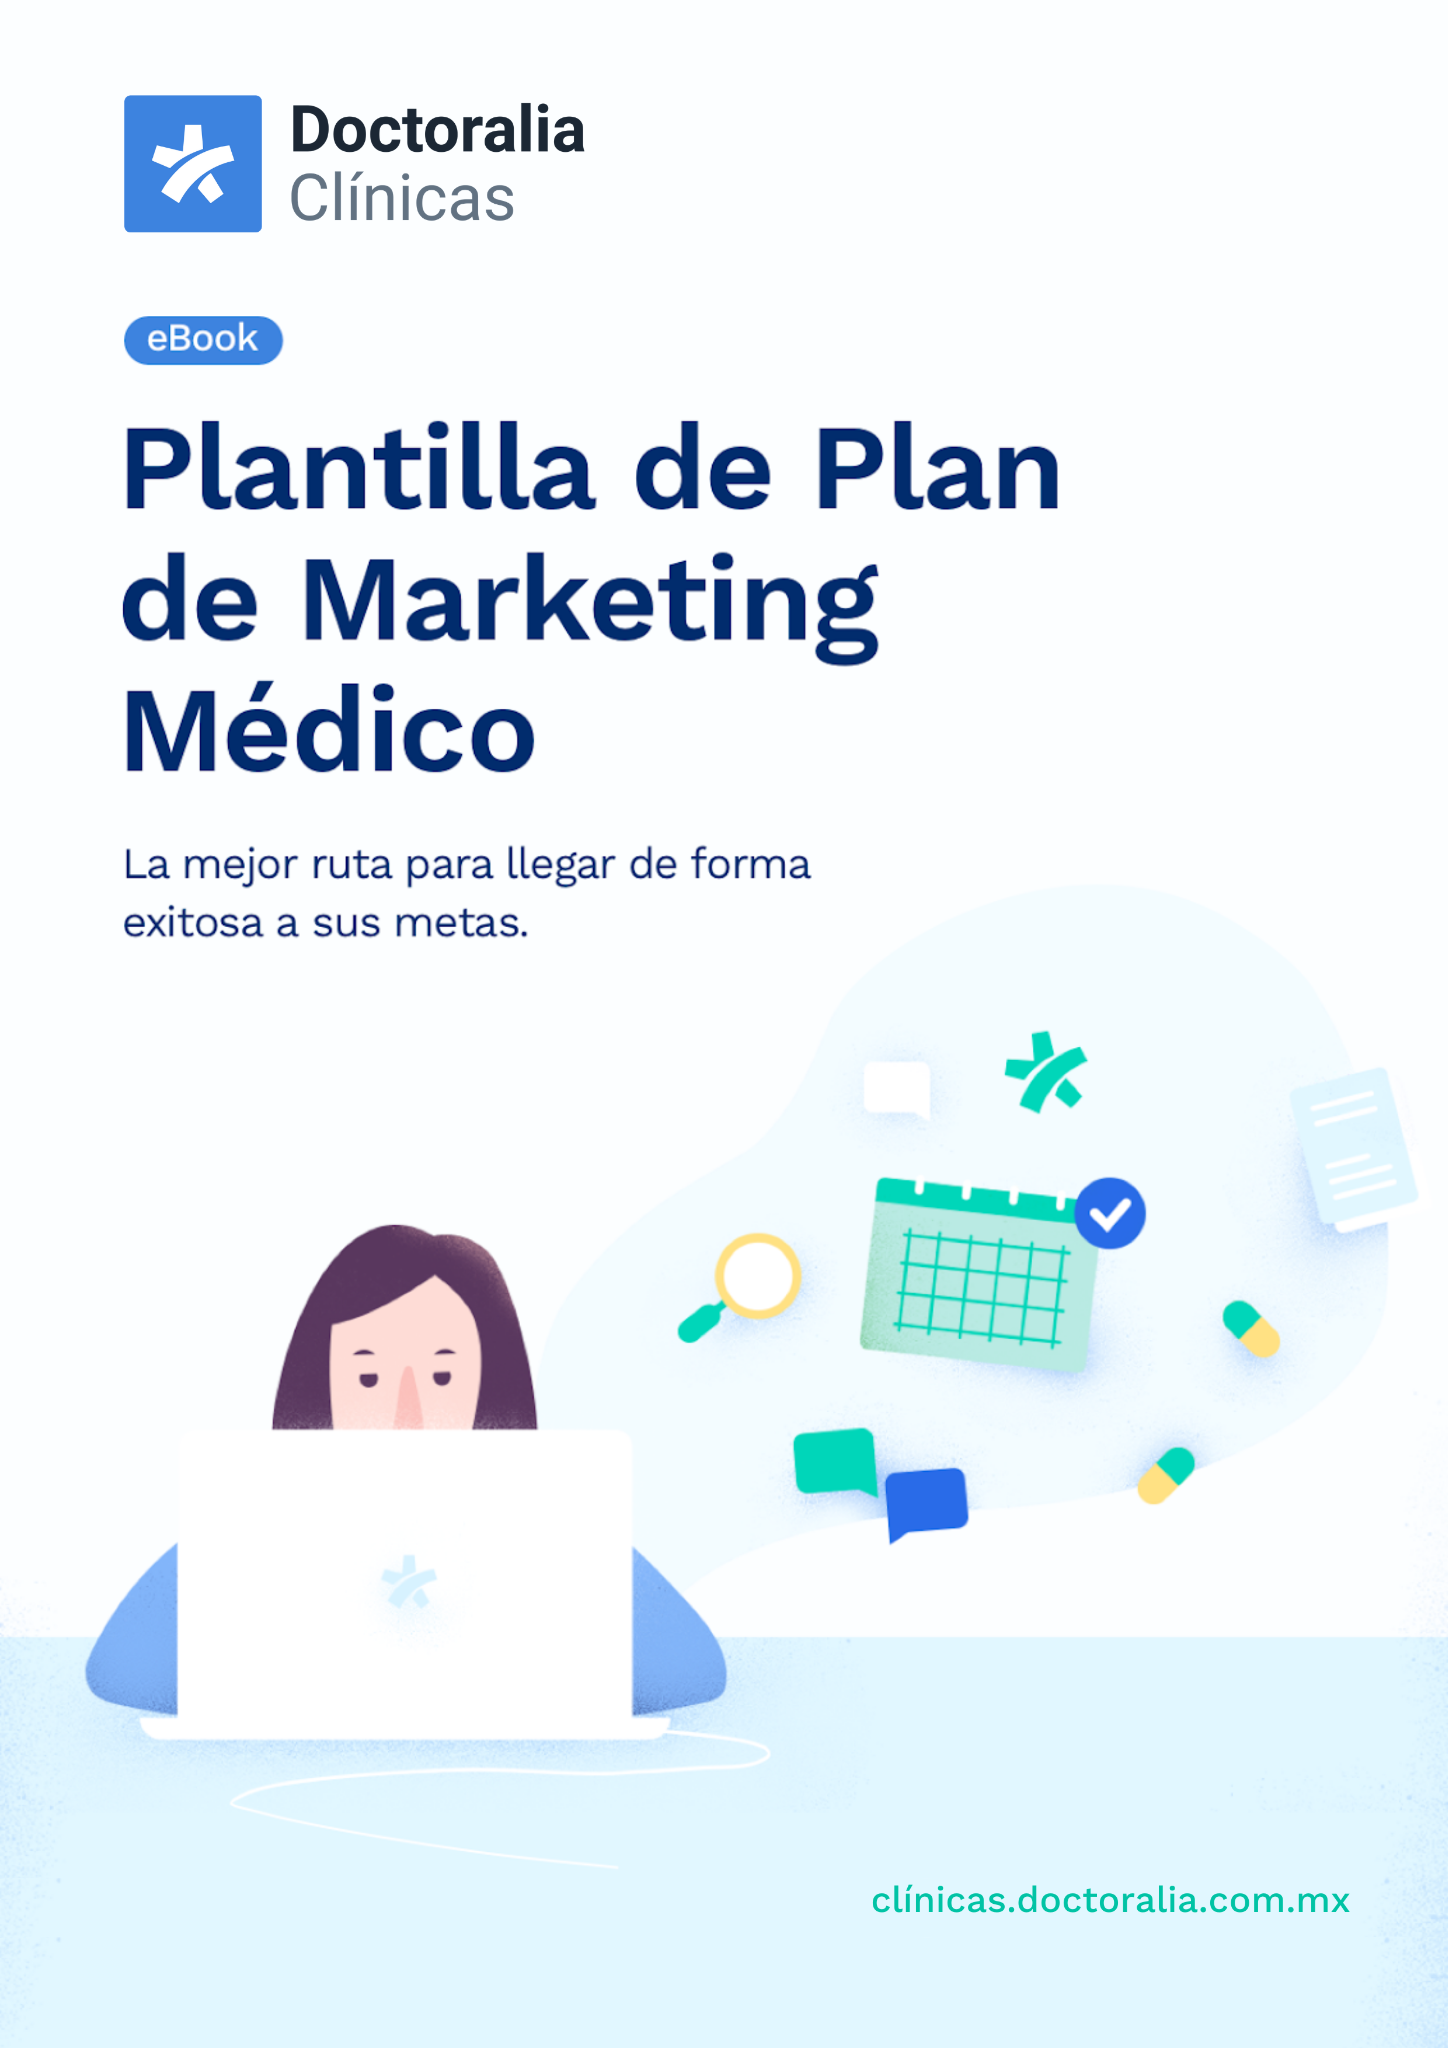 Doctoralia
Clínicas
eBook
Plantilla de Plan
de Marketing
Médico
La mejor ruta para llegar de forma
exitosa a sus metas.
clínicas.doctoralia.com.mx